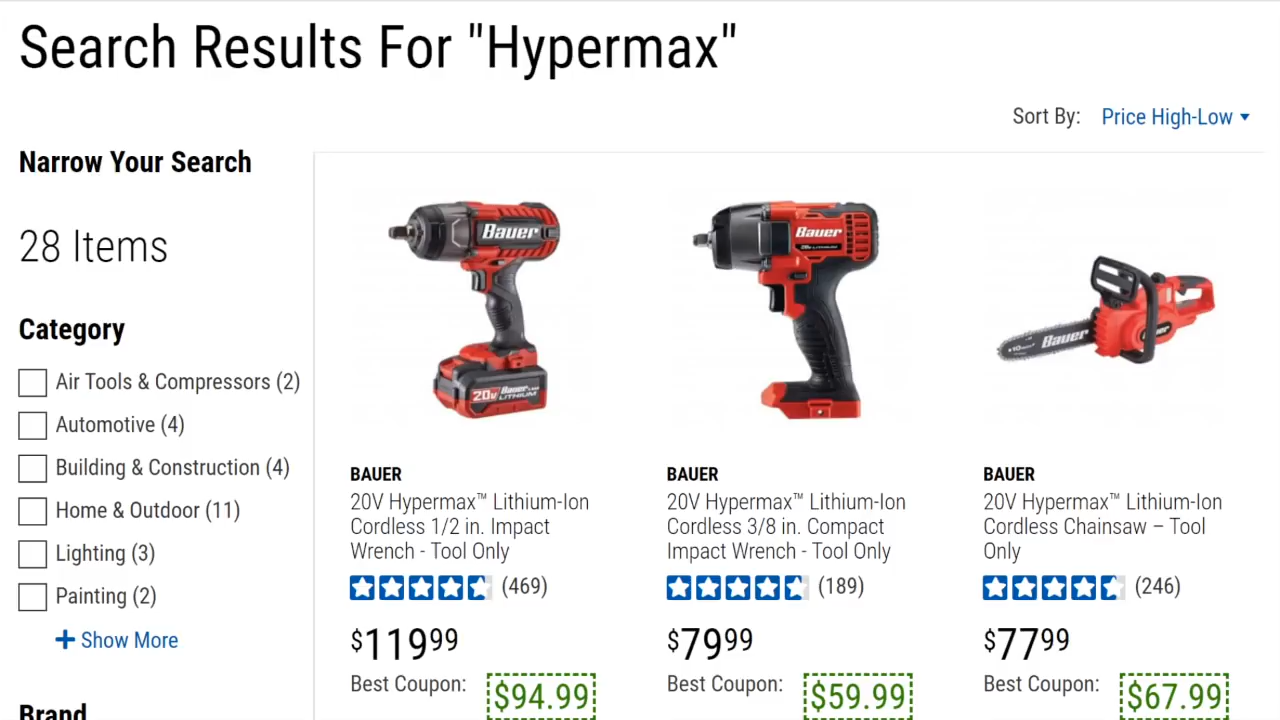 Search Results For "Hypermax"
Sort By: Price High-Low
Narrow Your Search
28 Items
Category
Air Tools & Compressors (2)
Automotive (4)
Building & Construction (4)
Home & Outdoor (11)
Lighting (3)
Painting (2)
+ Show More
Brand
Bauer
20V Bauer LITHIUM
BAUER
20V Hypermax™ Lithium-Ion
Cordless 1/2 in. Impact
Wrench - Tool Only
(469)
$119.99
Best Coupon: $94.99
Bauer
BAUER
20V Hypermax™ Lithium-Ion
Cordless 3/8 in. Compact
Impact Wrench - Tool Only
(189)
$79.99
Best Coupon: $59.99
Bauer
Bauer
BAUER
20V Hypermax™ Lithium-Ion
Cordless Chainsaw – Tool
Only
(246)
$77.99
Best Coupon: $67.99